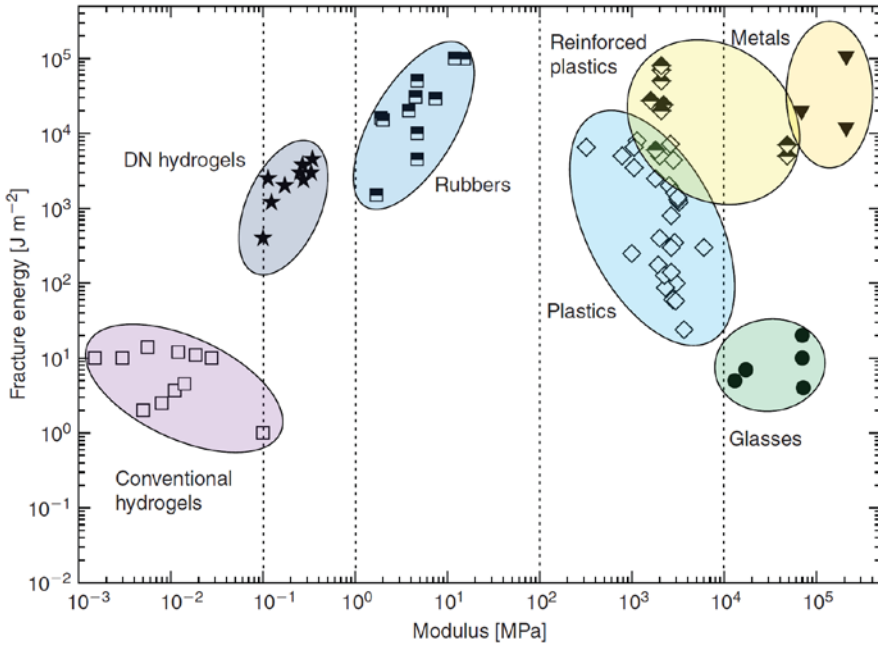 Fracture energy [J m⁻²]
10⁵
10⁴
10³
10²
10¹
10⁰
10⁻¹
10⁻²
Reinforced
plastics
Metals
DN hydrogels
Rubbers
Plastics
Glasses
Conventional
hydrogels
10⁻³
10⁻²
10⁻¹
10⁰
10¹
10²
10³
10⁴
10⁵
Modulus [MPa]